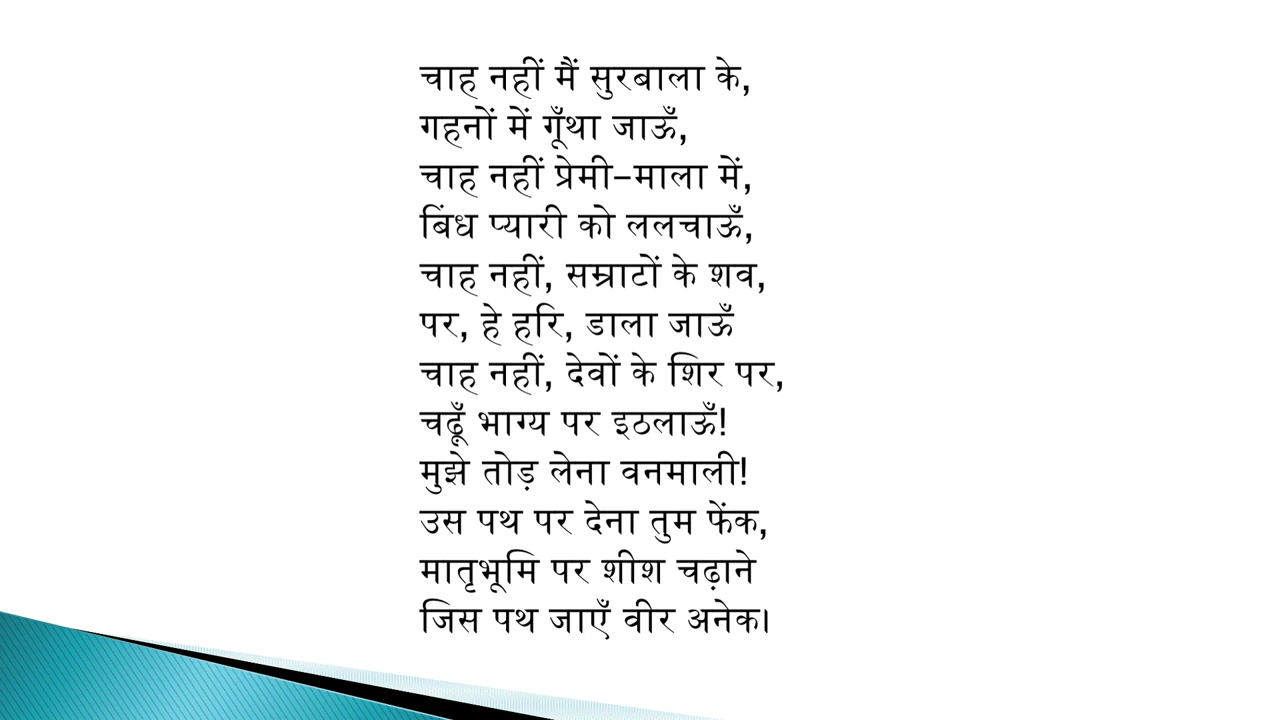 चाह नहीं मैं सुरबाला के,
गहनों में गूँथा जाऊँ,
चाह नहीं प्रेमी-माला में,
बिंध प्यारी को ललचाऊँ,
चाह नहीं, सम्राटों के शव,
पर, हे हरि, डाला जाऊँ
चाह नहीं, देवों के शिर पर,
चढ़ूँ भाग्य पर इठलाऊँ!
मुझे तोड़ लेना वनमाली!
उस पथ पर देना तुम फेंक,
मातृभूमि पर शीश चढ़ाने
जिस पथ जाएँ वीर अनेक।